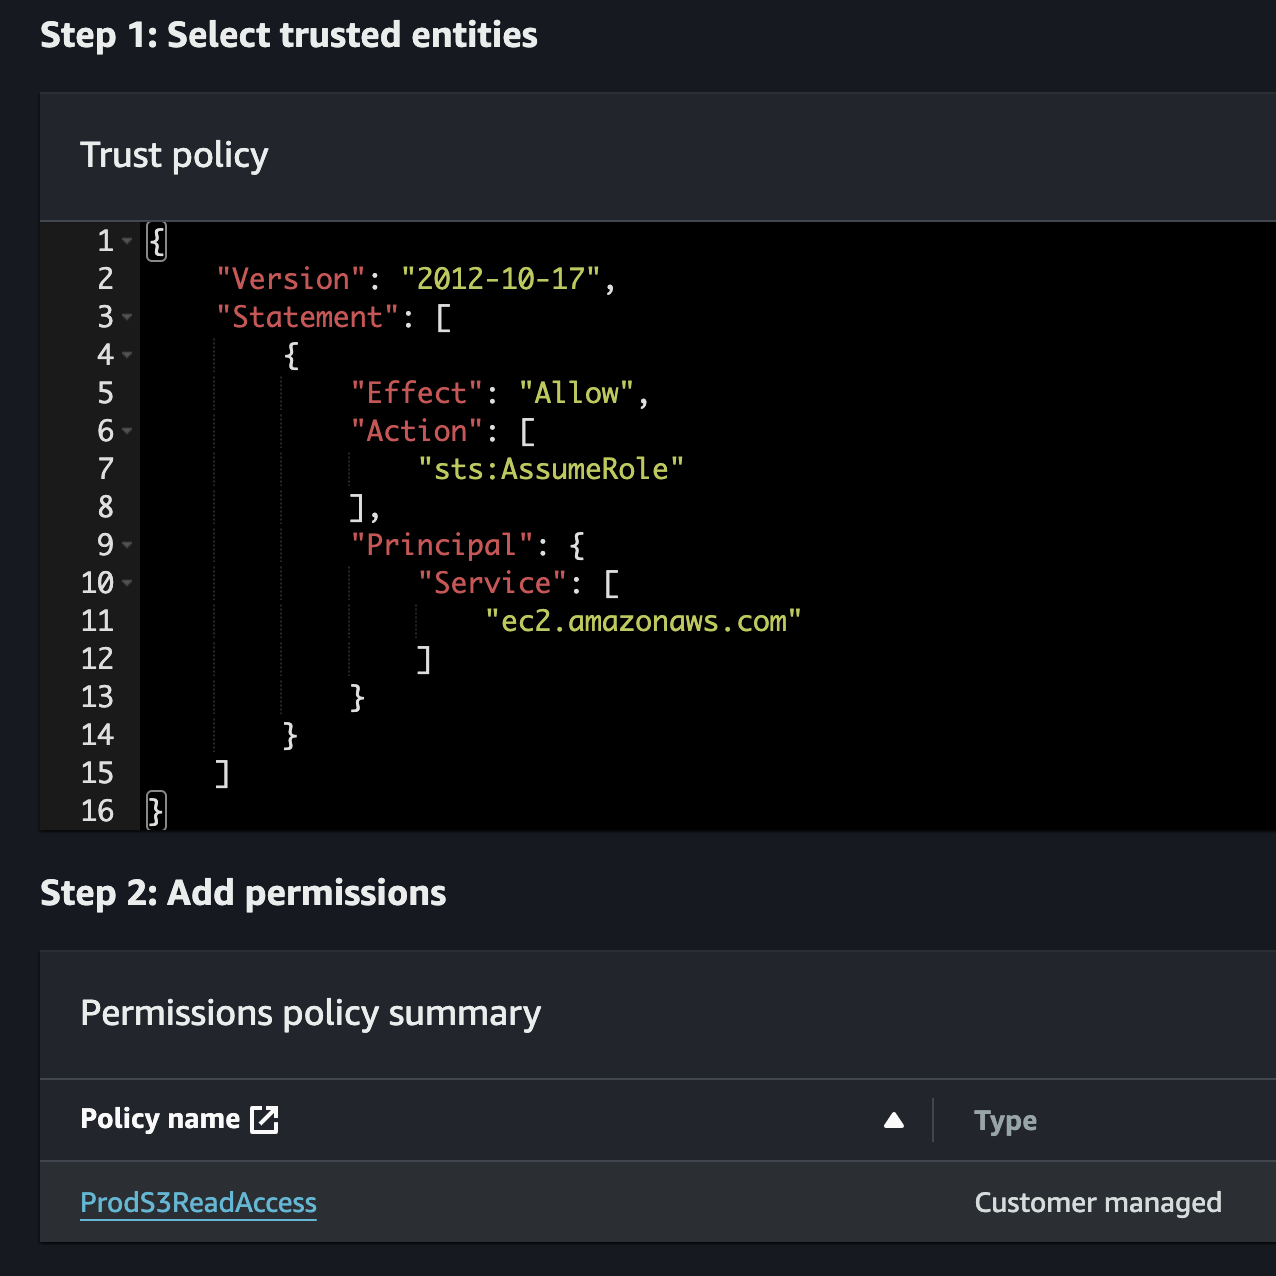 Step 1: Select trusted entities
Trust policy
1 {
2     "Version": "2012-10-17",
3     "Statement": [
4         {
5             "Effect": "Allow",
6             "Action": [
7                 "sts:AssumeRole"
8             ],
9             "Principal": {
10                 "Service": [
11                     "ec2.amazonaws.com"
12                 ]
13             }
14         }
15     ]
16 }
Step 2: Add permissions
Permissions policy summary
Policy name Type
ProdS3ReadAccess Customer managed